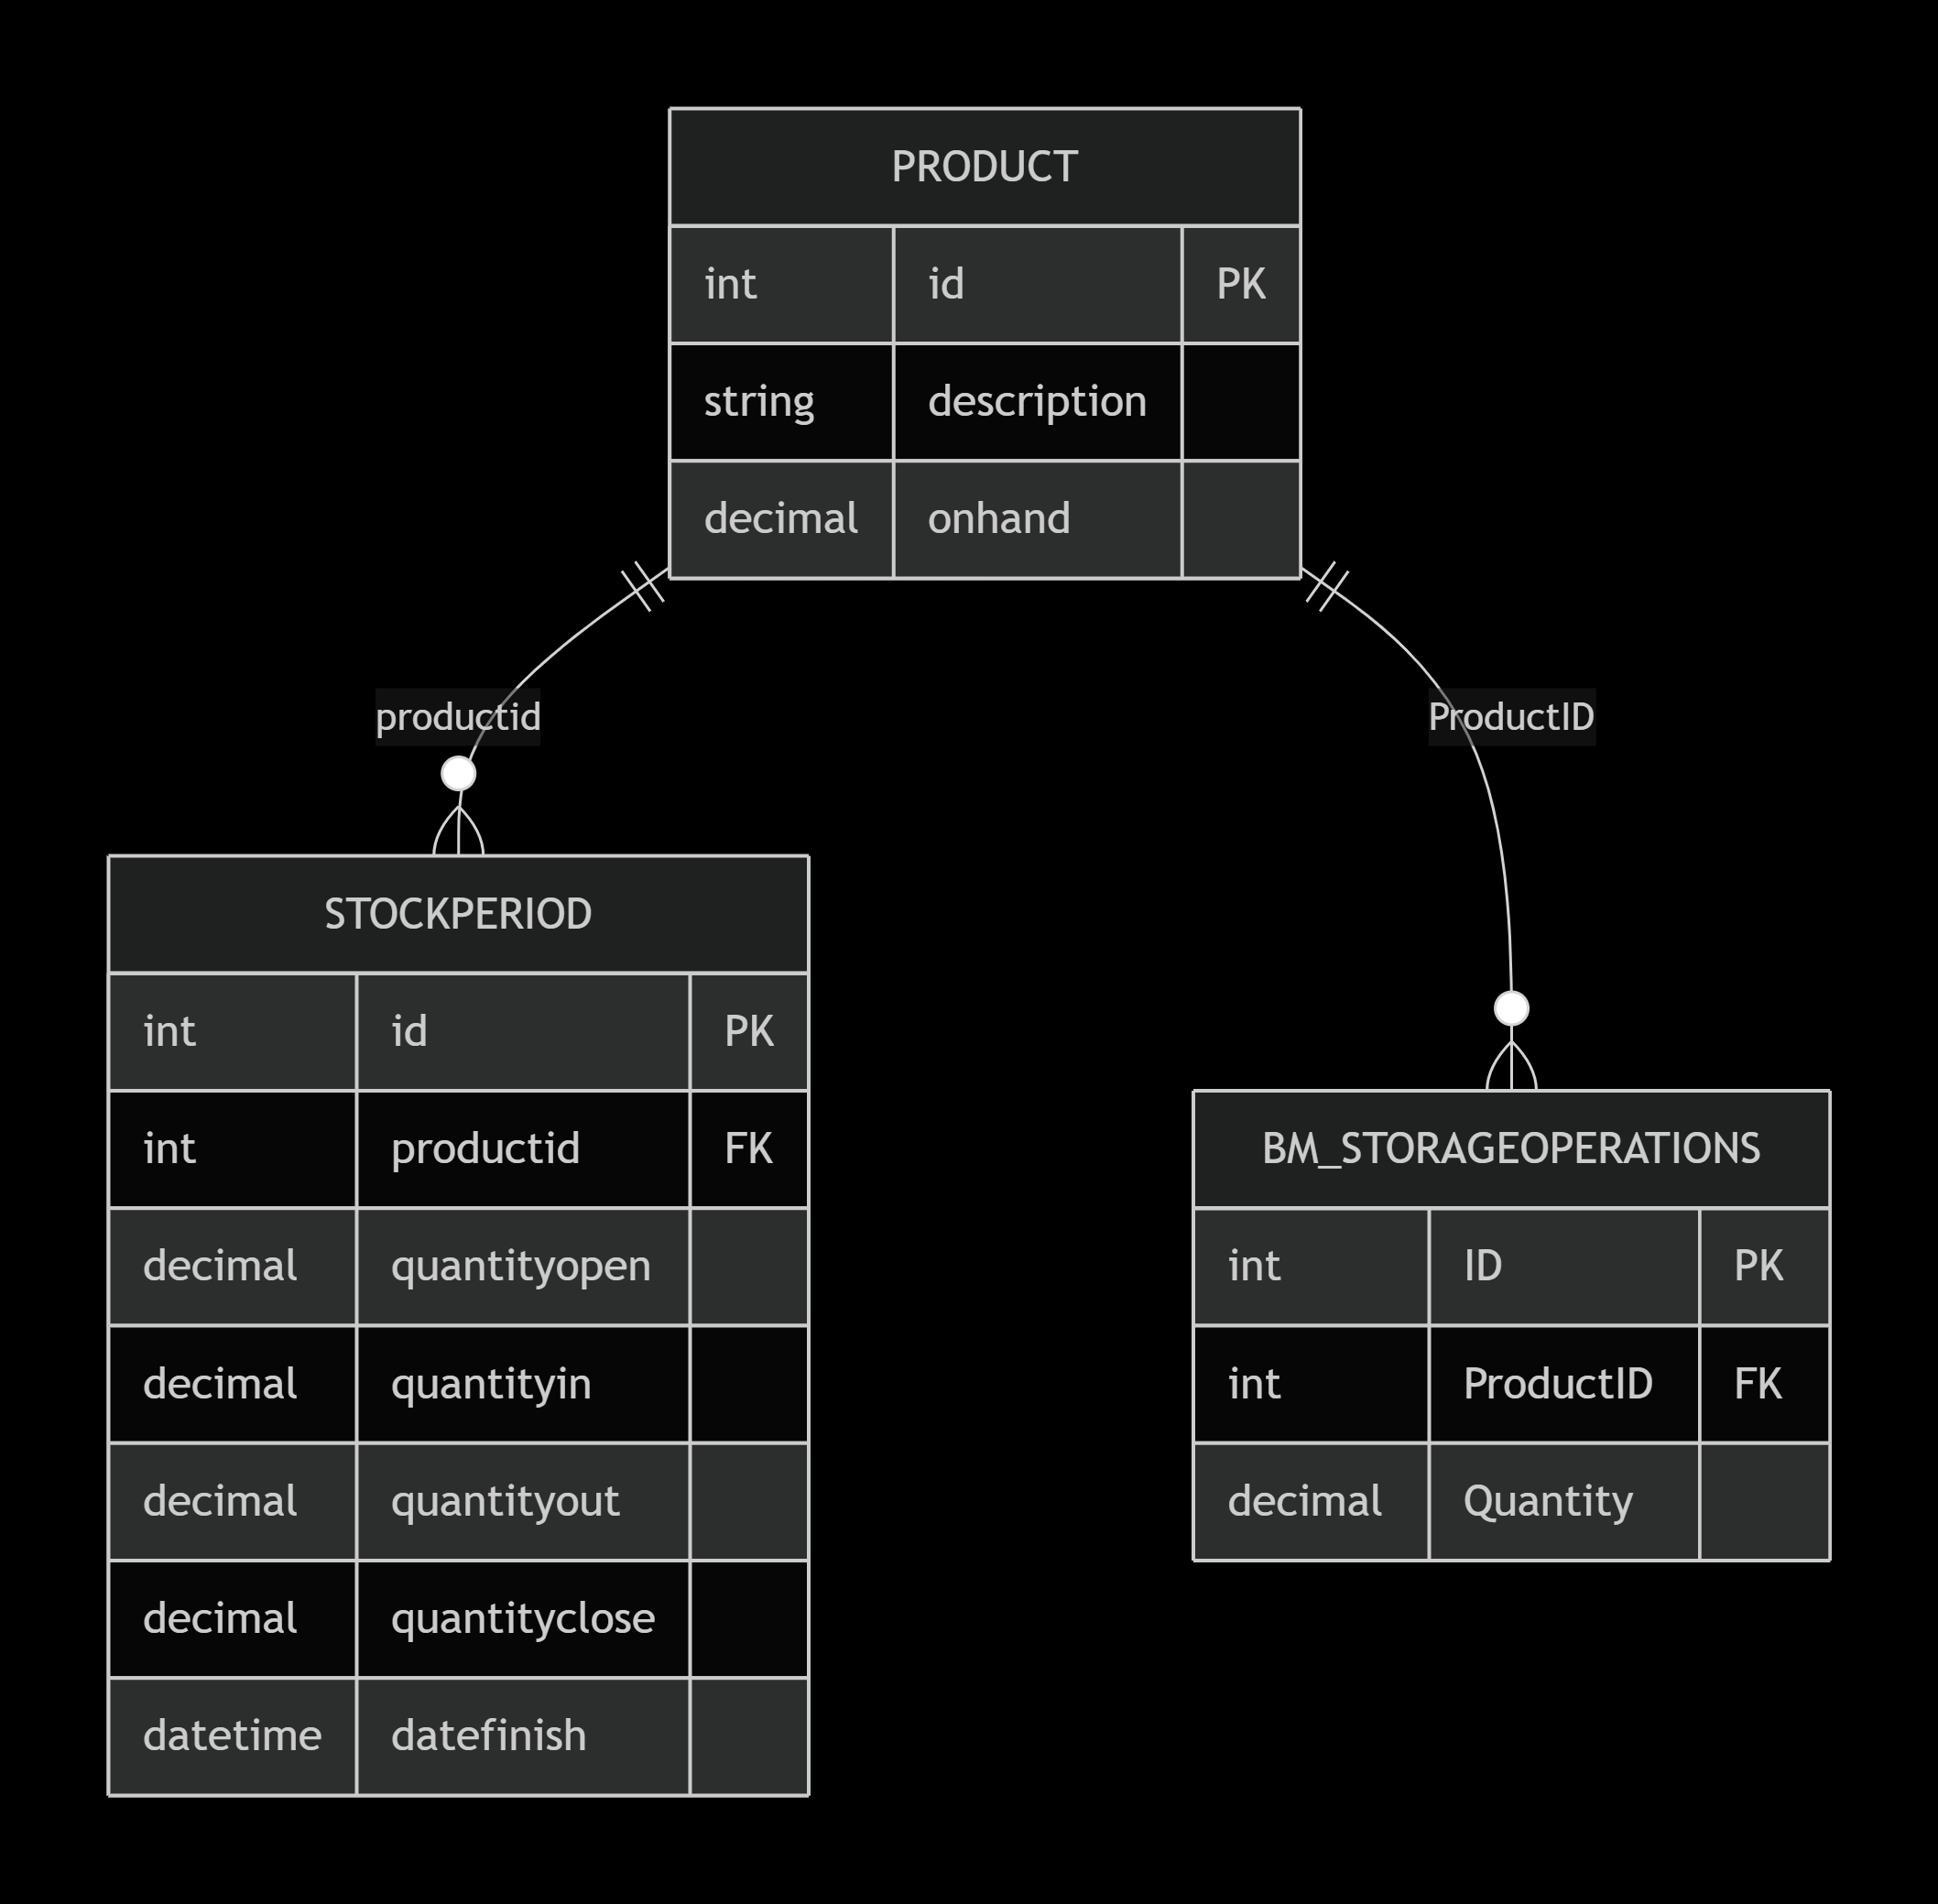 PRODUCT
int id PK
string description
decimal onhand
productid
ProductID
STOCKPERIOD
int id PK
int productid FK
decimal quantityopen
decimal quantityin
decimal quantityout
decimal quantityclose
datetime datefinish
BM_STORAGEOPERATIONS
int ID PK
int ProductID FK
decimal Quantity